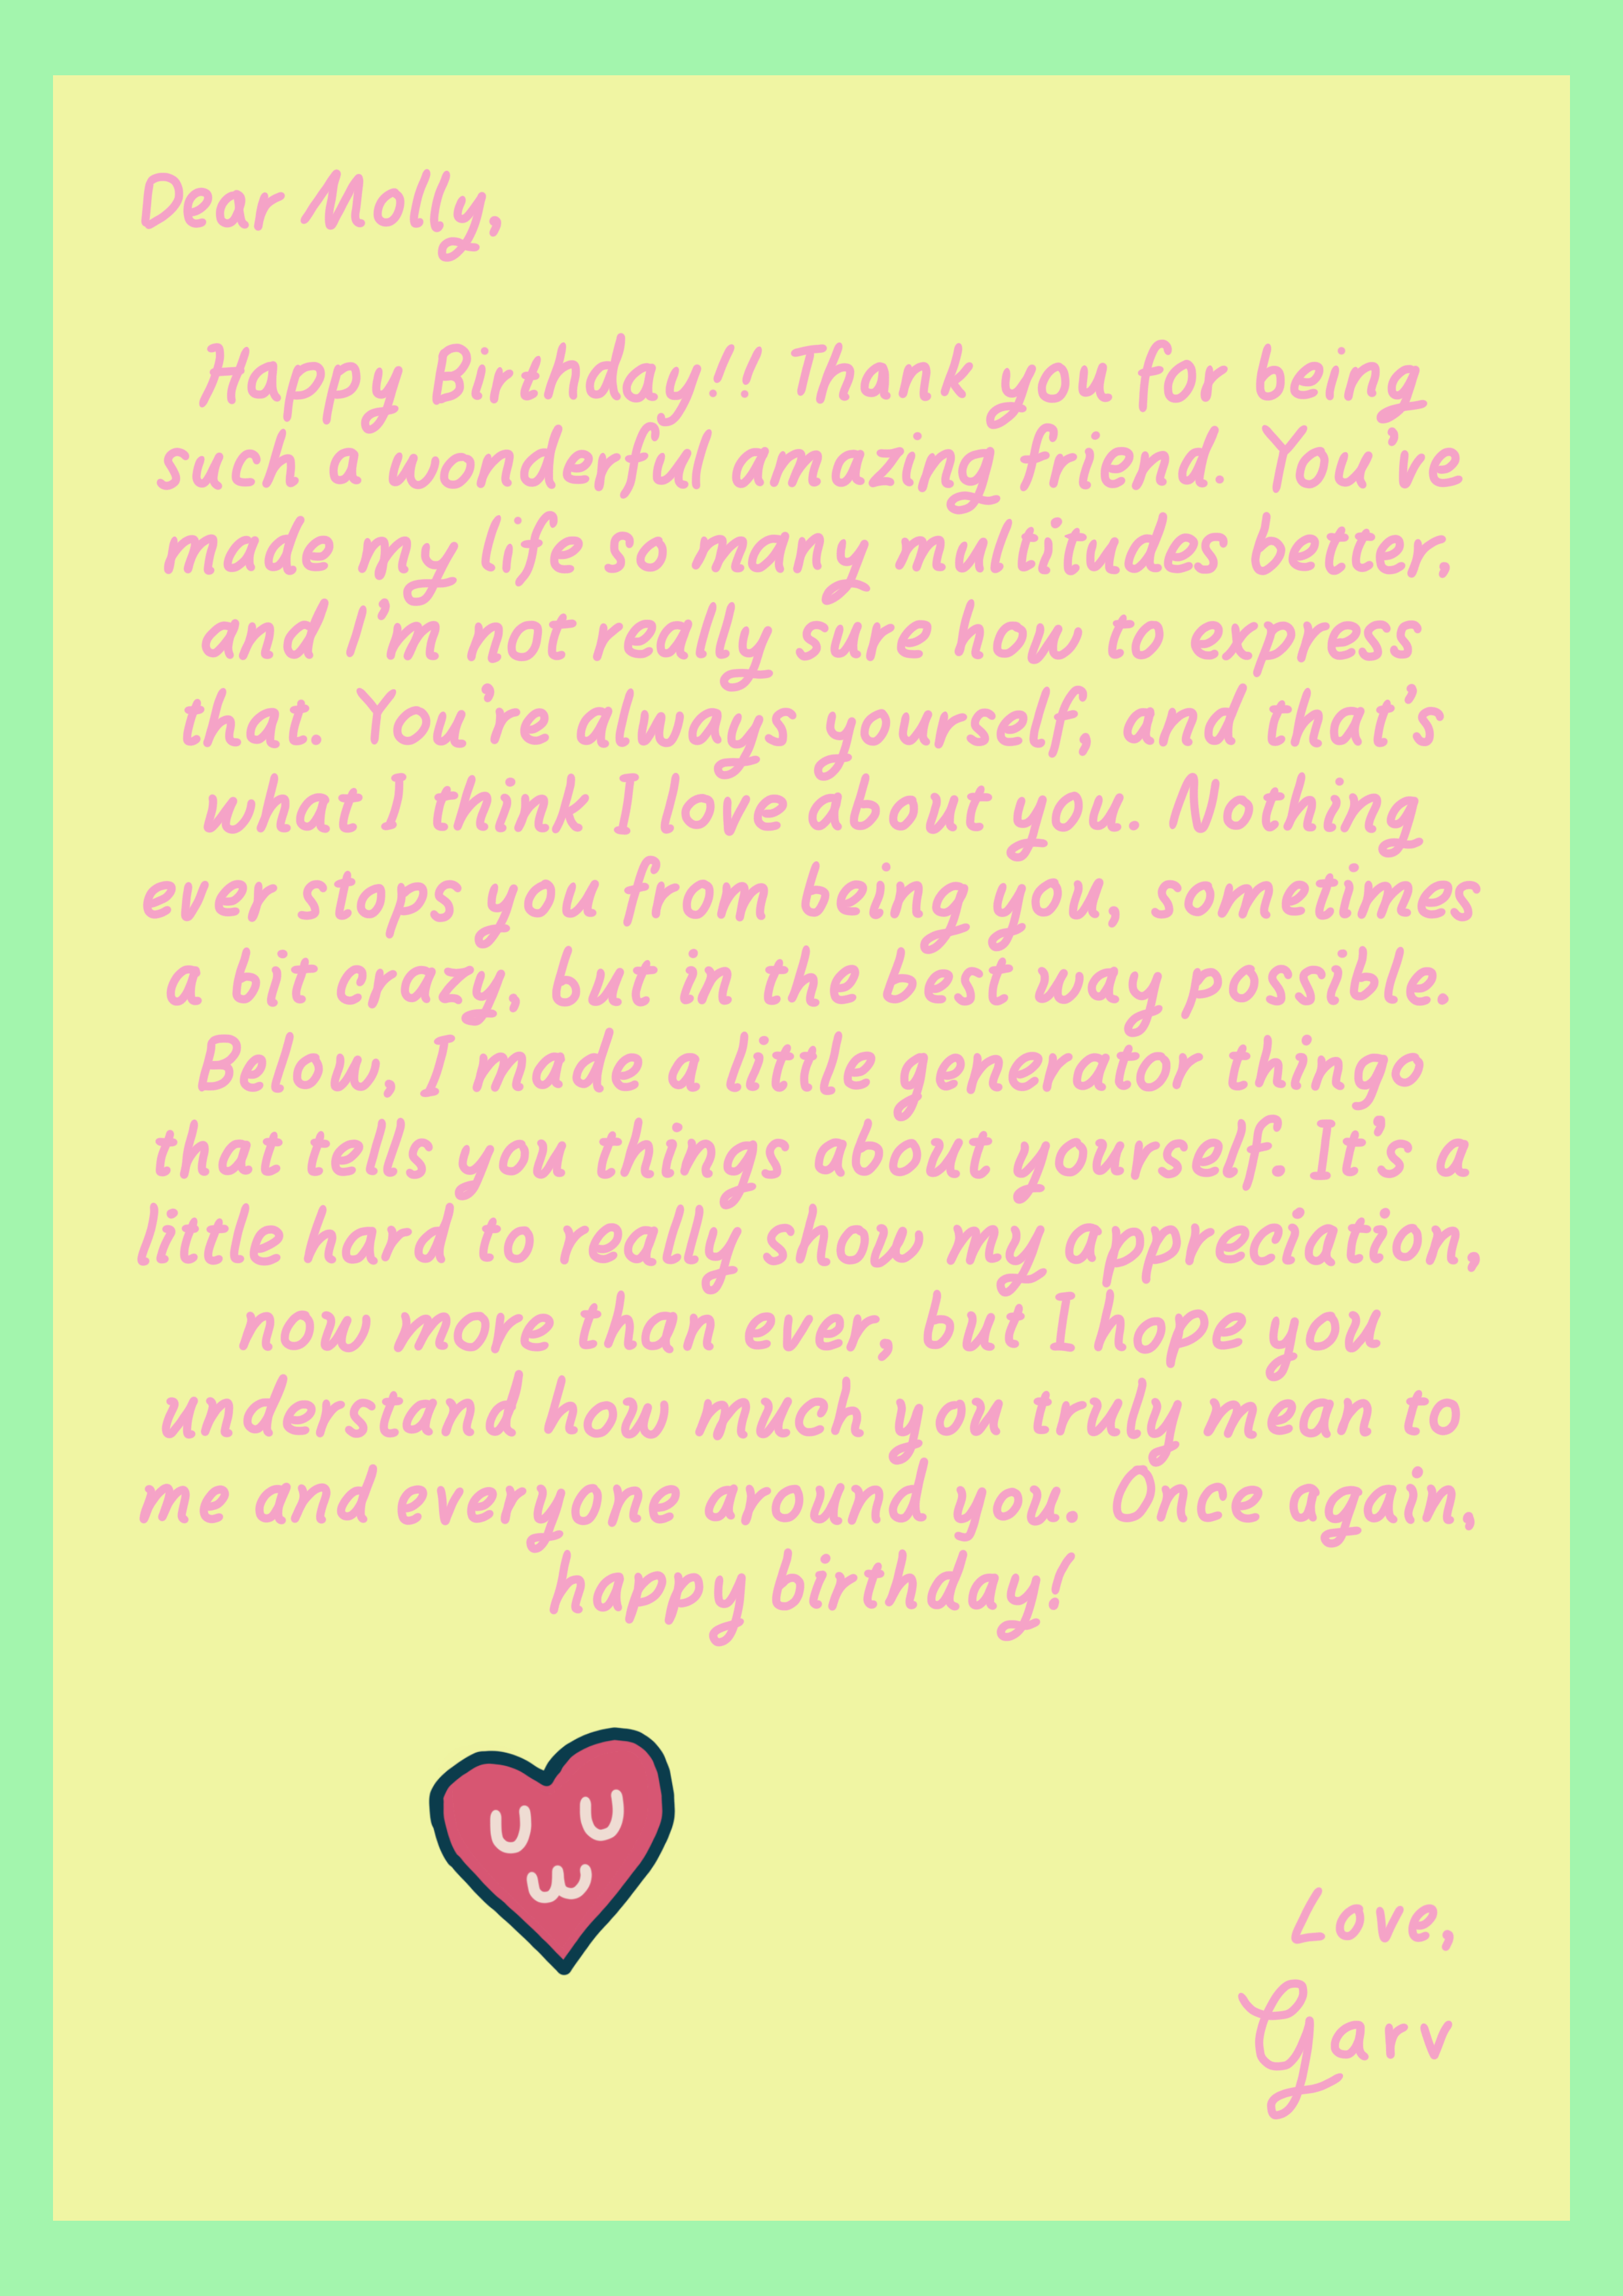 Dear Molly,
Happy Birthday!! Thank you for being
such a wonderful amazing friend. You've
made my life so many multitudes better,
and I'm not really sure how to express
that. You're always yourself, and that's
what I think I love about you. Nothing
ever stops you from being you, sometimes
a bit crazy, but in the best way possible.
Below, I made a little generator thingo
that tells you things about yourself. It's a
little hard to really show my appreciation,
now more than ever, but I hope you
understand how much you truly mean to
me and everyone around you. Once again,
happy birthday!
Love,
Garv